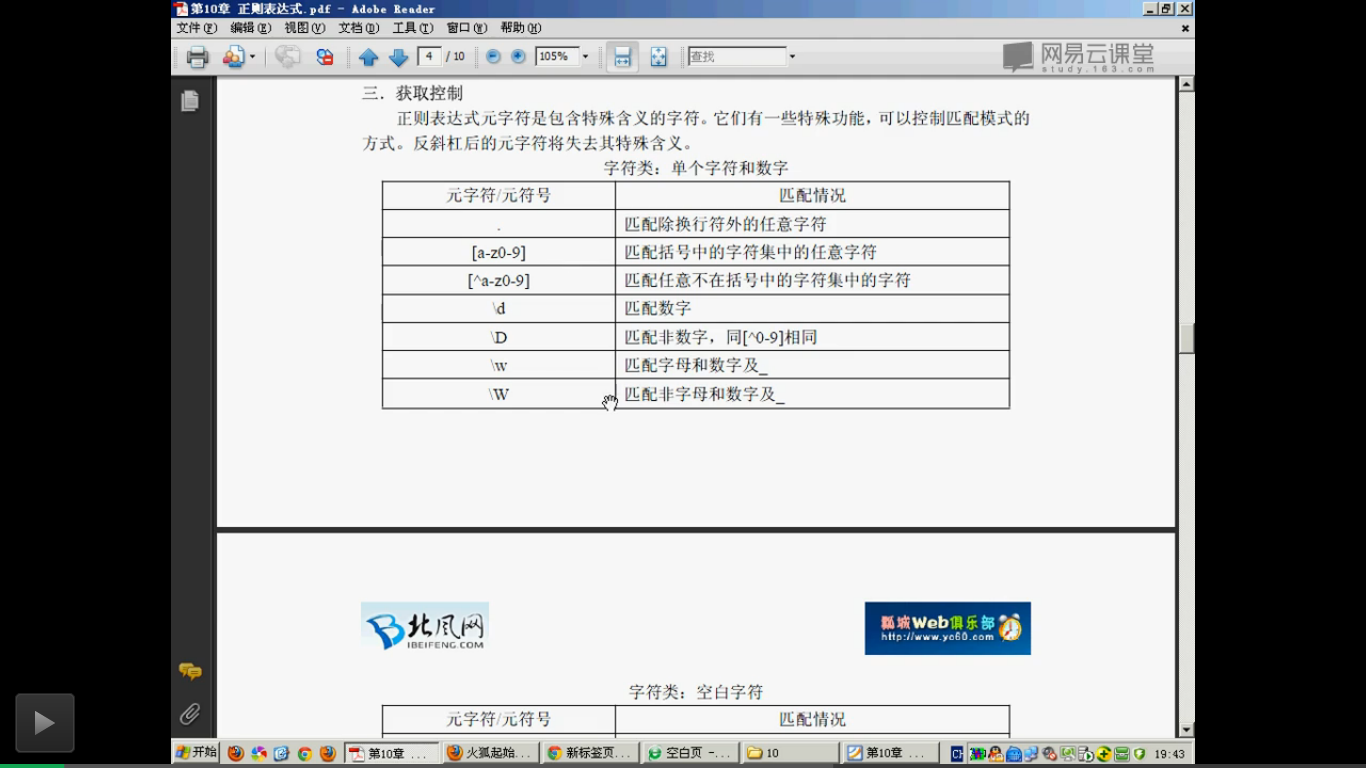 第10章 正则表达式.pdf - Adobe Reader
文件(F) 编辑(E) 视图(V) 文档(D) 工具(T) 窗口(W) 帮助(H)
4 / 10 105% 查找
网易云课堂
study.163.com
三．获取控制
正则表达式元字符是包含特殊含义的字符。它们有一些特殊功能，可以控制匹配模式的
方式。反斜杠后的元字符将失去其特殊含义。
字符类：单个字符和数字
元字符/元符号 匹配情况
. 匹配除换行符外的任意字符
[a-z0-9] 匹配括号中的字符集中的任意字符
[^a-z0-9] 匹配任意不在括号中的字符集中的字符
\d 匹配数字
\D 匹配非数字，同[^0-9]相同
\w 匹配字母和数字及_
\W 匹配非字母和数字及_
北风网
IBEIFENG.COM
瓢城Web俱乐部
http://www.yc60.com
字符类：空白字符
元字符/元符号 匹配情况
开始 第10章 ... 火狐起始... 新标签页... 空白页 -... 10 第10章 ... CH 19:43